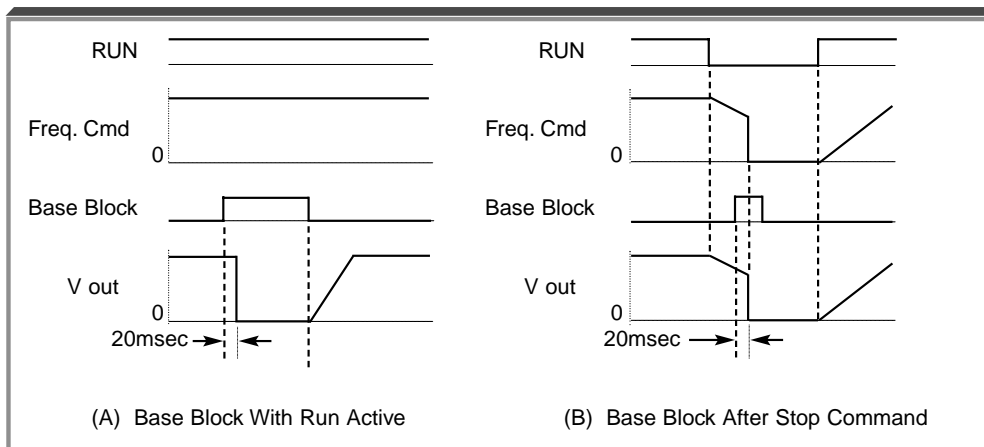 RUN
Freq. Cmd
0
Base Block
V out
0
20msec
(A) Base Block With Run Active
RUN
Freq. Cmd
0
Base Block
V out
0
20msec
(B) Base Block After Stop Command